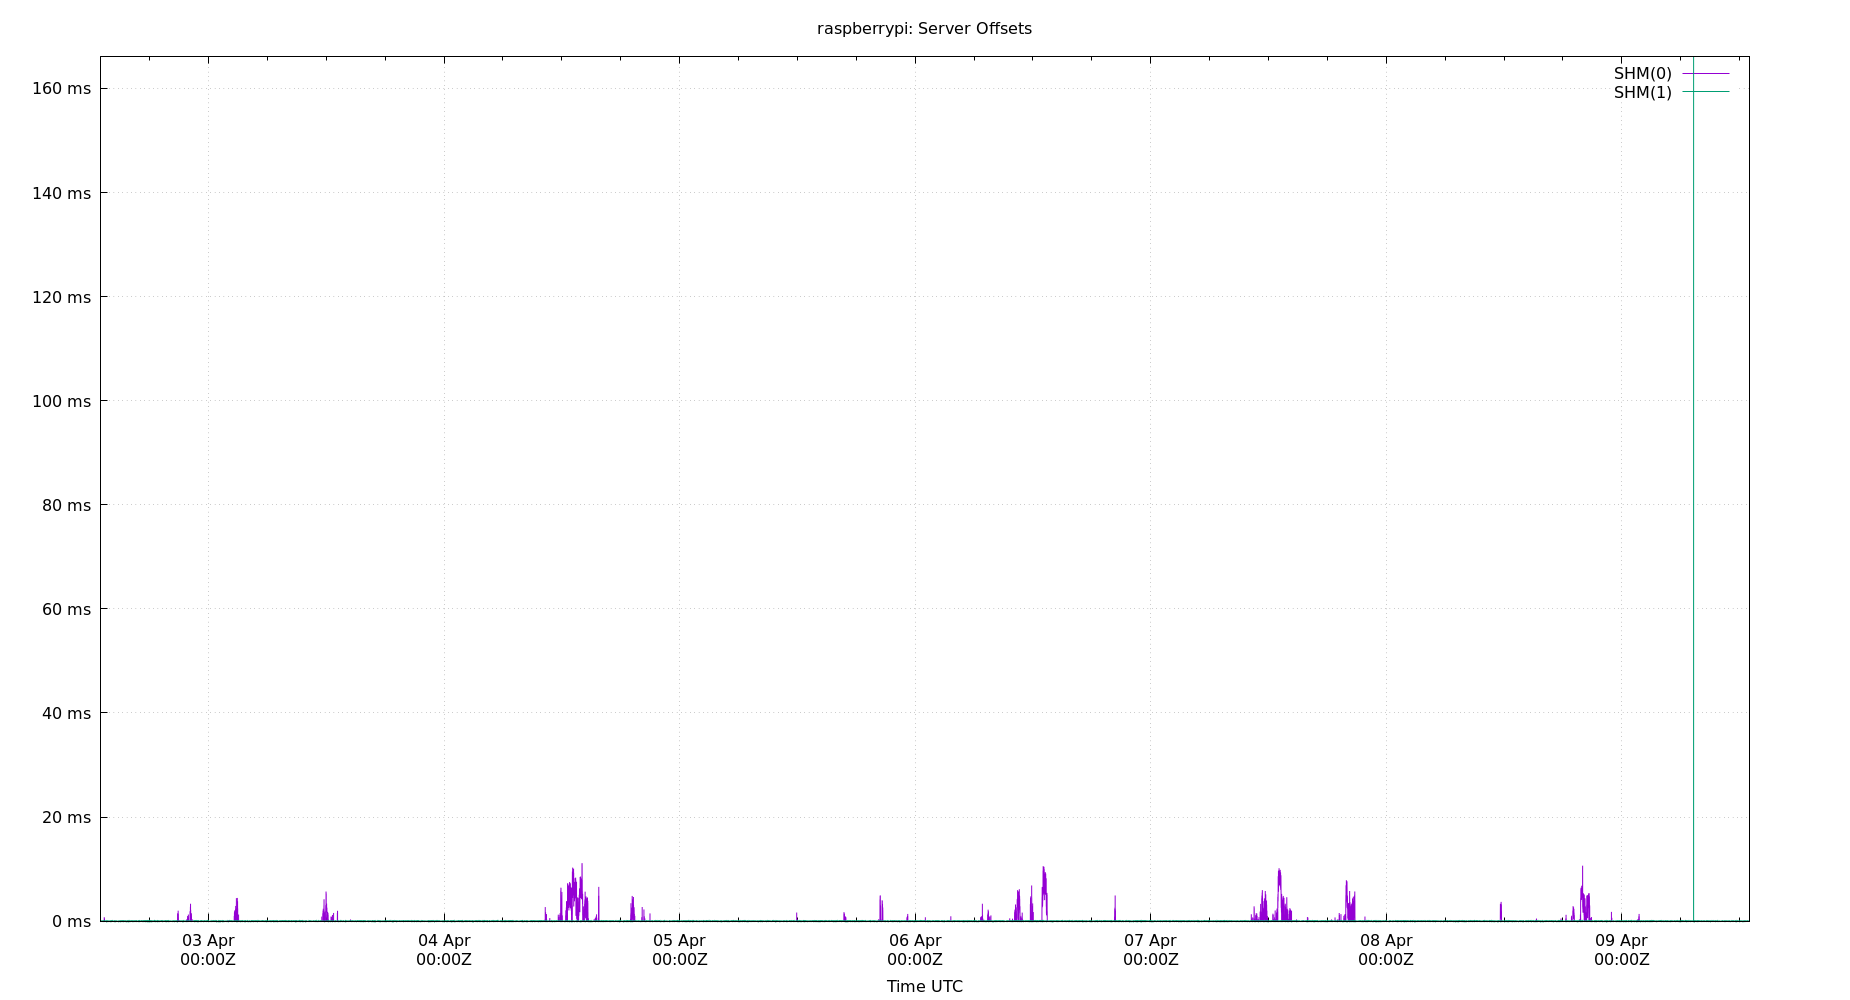 raspberrypi: Server Offsets
SHM(0)
SHM(1)
160 ms
140 ms
120 ms
100 ms
80 ms
60 ms
40 ms
20 ms
0 ms
03 Apr 04 Apr 05 Apr 06 Apr 07 Apr 08 Apr 09 Apr
00:00Z 00:00Z 00:00Z 00:00Z 00:00Z 00:00Z 00:00Z
Time UTC